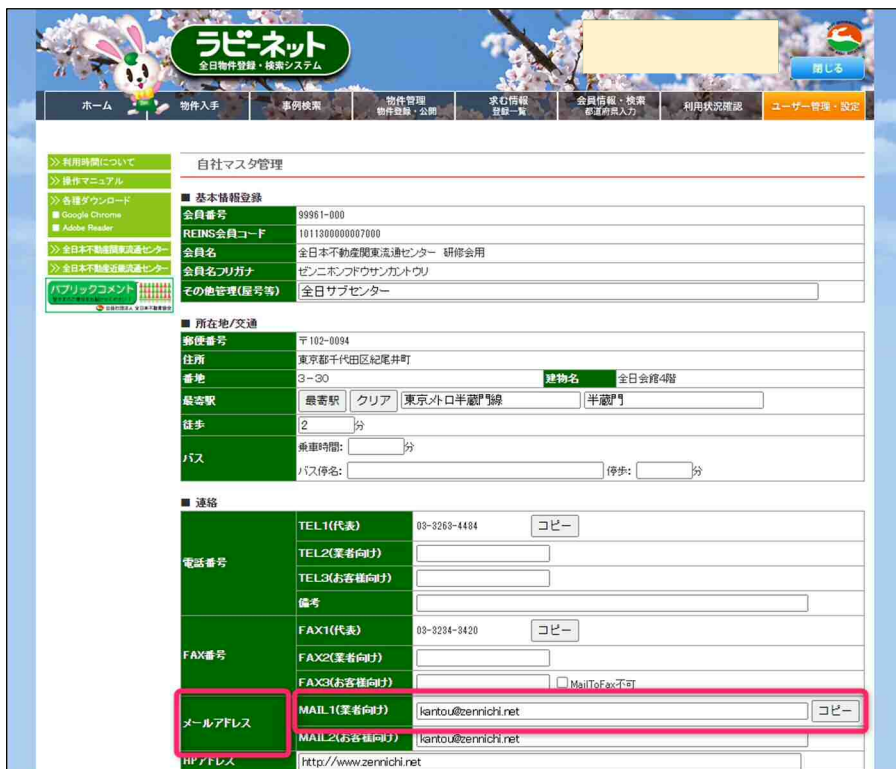 ラビーネット
全日物件登録・検索システム
閉じる
ホーム
物件入手
事例検索
物件管理
物件登録・公開
求む情報
登録一覧
会員情報・検索
都道府県入力
利用状況確認
ユーザー管理・設定
>> 利用時間について
>> 操作マニュアル
>> 各種ダウンロード
■ Google Chrome
■ Adobe Reader
>> 全日本不動産関東流通センター
>> 全日本不動産近畿流通センター
パブリックコメント
公益社団法人 全日本不動産協会
自社マスタ管理
■ 基本情報登録
会員番号 99961-000
REINS会員コード 1011300000007000
会員名 全日本不動産関東流通センター 研修会用
会員名フリガナ ゼンニホンフドウサンカントウリ
その他管理(屋号等) 全日サブセンター
■ 所在地/交通
郵便番号 〒102-0094
住所 東京都千代田区紀尾井町
番地 3-30 建物名 全日会館4階
最寄駅 最寄駅 クリア 東京メトロ半蔵門線 半蔵門
徒歩 2 分
バス 乗車時間: 分
バス停名: 停歩: 分
■ 連絡
電話番号 TEL1(代表) 03-3263-4484 コピー
TEL2(業者向け)
TEL3(お客様向け)
備考
FAX番号 FAX1(代表) 03-3234-3420 コピー
FAX2(業者向け)
FAX3(お客様向け) MailToFax不可
メールアドレス MAIL1(業者向け) kantou@zennichi.net コピー
MAIL2(お客様向け) kantou@zennichi.net
HPアドレス http://www.zennichi.net